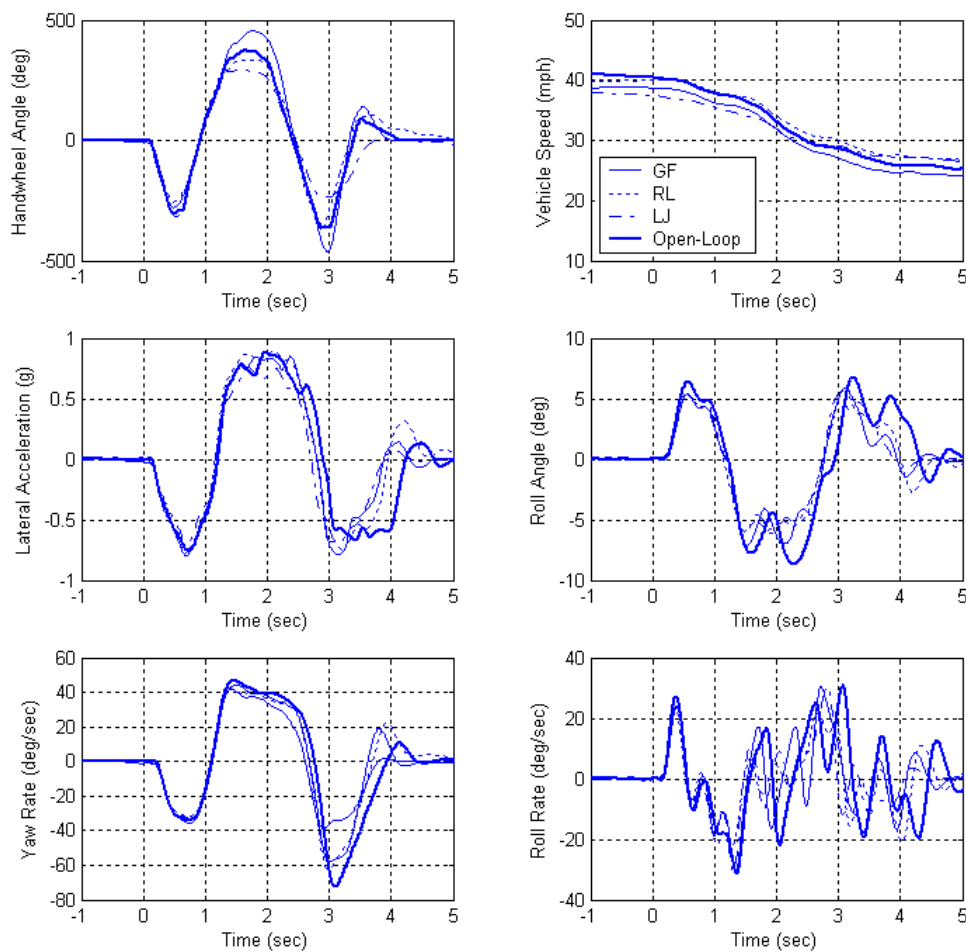 Handwheel Angle (deg)
500
0
-500
-1 0 1 2 3 4 5
Time (sec)
Vehicle Speed (mph)
50
40
30
20
10
GF
RL
LJ
Open-Loop
-1 0 1 2 3 4 5
Time (sec)
Lateral Acceleration (g)
1
0.5
0
-0.5
-1
-1 0 1 2 3 4 5
Time (sec)
Roll Angle (deg)
10
5
0
-5
-10
-1 0 1 2 3 4 5
Time (sec)
Yaw Rate (deg/sec)
60
40
20
0
-20
-40
-60
-80
-1 0 1 2 3 4 5
Time (sec)
Roll Rate (deg/sec)
40
20
0
-20
-40
-1 0 1 2 3 4 5
Time (sec)